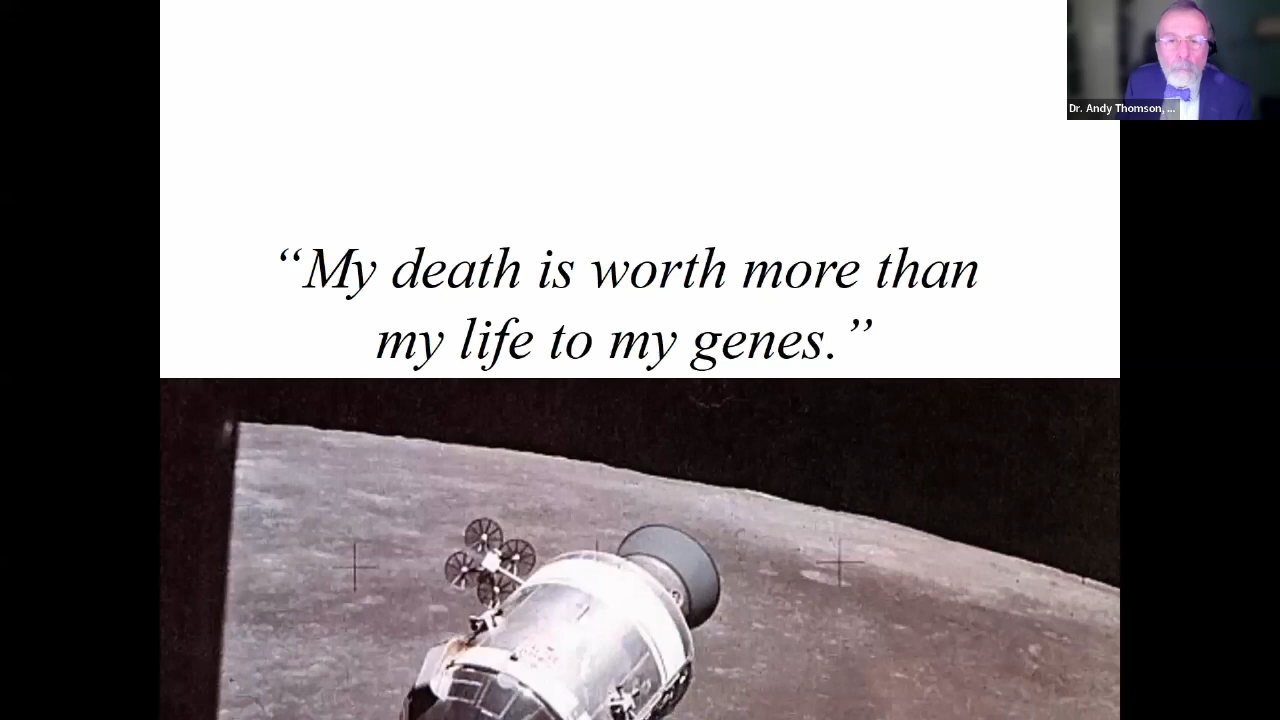 Dr. Andy Thomson, ...
“My death is worth more than
my life to my genes.”